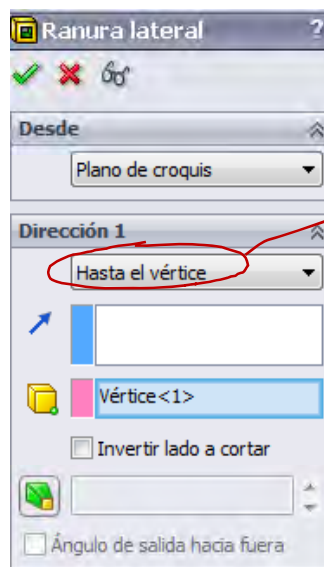 Ranura lateral ?
Desde
Plano de croquis
Dirección 1
Hasta el vértice
Vértice<1>
Invertir lado a cortar
Ángulo de salida hacia fuera